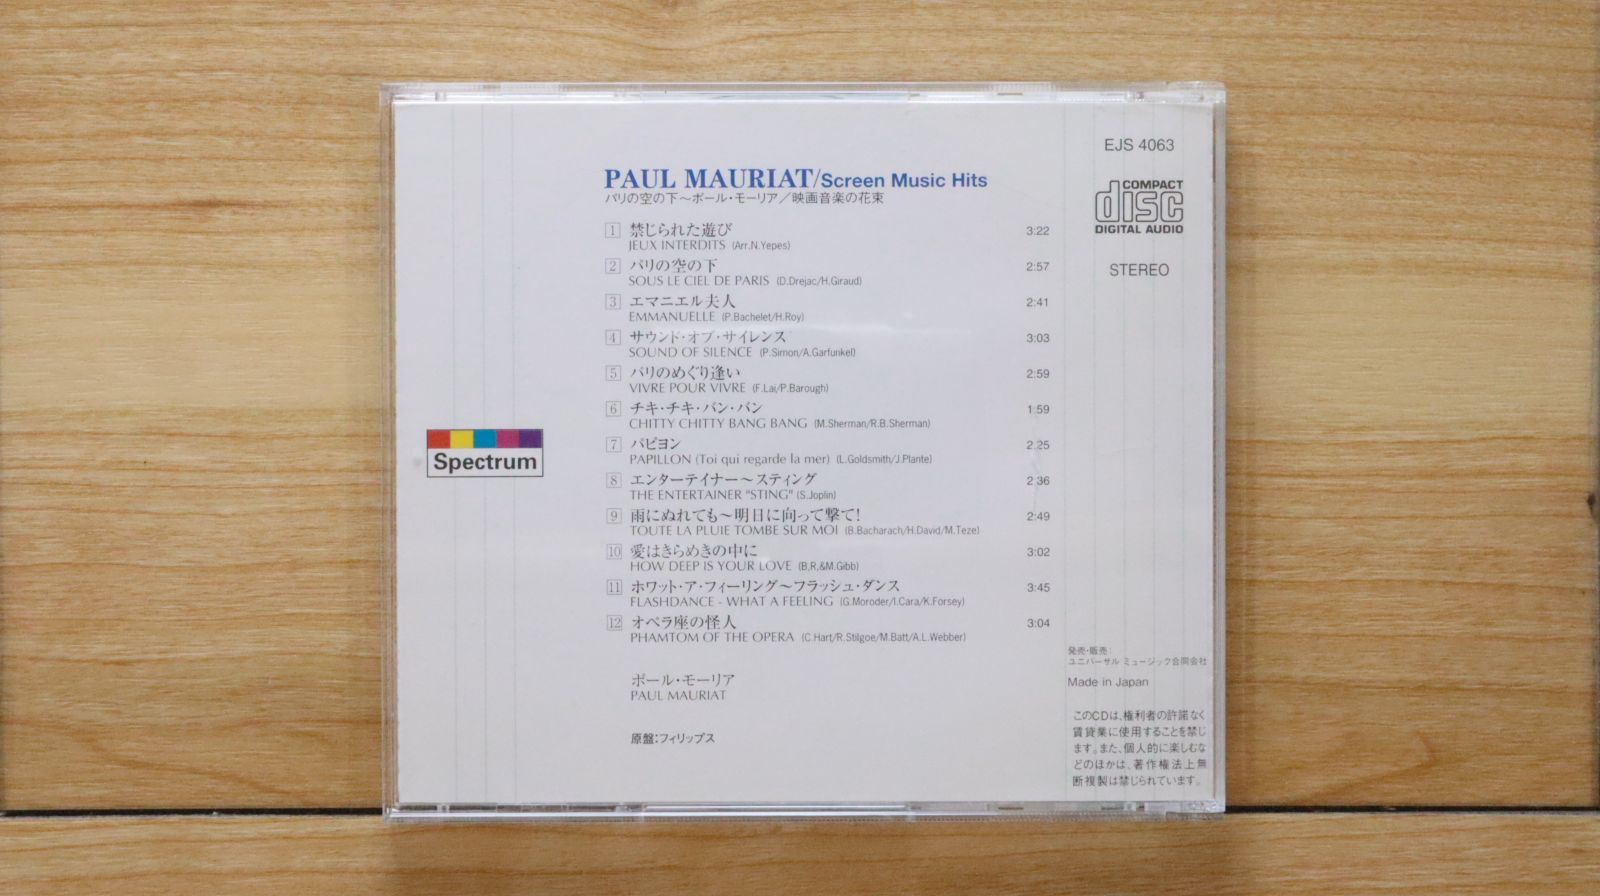 PAUL MAURIAT/Screen Music Hits
パリの空の下〜ポール・モーリア／映画音楽の花束
1 禁じられた遊び 3:22
JEUX INTERDITS (Arr.N.Yepes)
2 パリの空の下 2:57
SOUS LE CIEL DE PARIS (D.Drejac/H.Giraud)
3 エマニエル夫人 2:41
EMMANUELLE (P.Bachelet/H.Roy)
4 サウンド・オブ・サイレンス 3:03
SOUND OF SILENCE (P.Simon/A.Garfunkel)
5 パリのめぐり逢い 2:59
VIVRE POUR VIVRE (F.Lai/P.Barough)
6 チキ・チキ・バン・バン 1:59
CHITTY CHITTY BANG BANG (M.Sherman/R.B.Sherman)
7 パピヨン 2:25
PAPILLON (Toi qui regarde la mer) (L.Goldsmith/J.Plante)
8 エンターテイナー〜スティング 2:36
THE ENTERTAINER "STING" (S.Joplin)
9 雨にぬれても〜明日に向って撃て! 2:49
TOUTE LA PLUIE TOMBE SUR MOI (B.Bacharach/H.David/M.Teze)
10 愛はきらめきの中に 3:02
HOW DEEP IS YOUR LOVE (B,R,&M.Gibb)
11 ホワット・ア・フィーリング〜フラッシュ・ダンス 3:45
FLASHDANCE - WHAT A FEELING (G.Moroder/I.Cara/K.Forsey)
12 オペラ座の怪人 3:04
PHAMTOM OF THE OPERA (C.Hart/R.Stilgoe/M.Batt/A.L.Webber)
ポール・モーリア
PAUL MAURIAT
原盤：フィリップス
Spectrum
EJS 4063
COMPACT
disc
DIGITAL AUDIO
STEREO
発売・販売：
ユニバーサル ミュージック合同会社
Made in Japan
このCDは、権利者の許諾なく
賃貸業に使用することを禁じ
ます。また、個人的に楽しむな
どのほかは、著作権法上無
断複製は禁じられています。